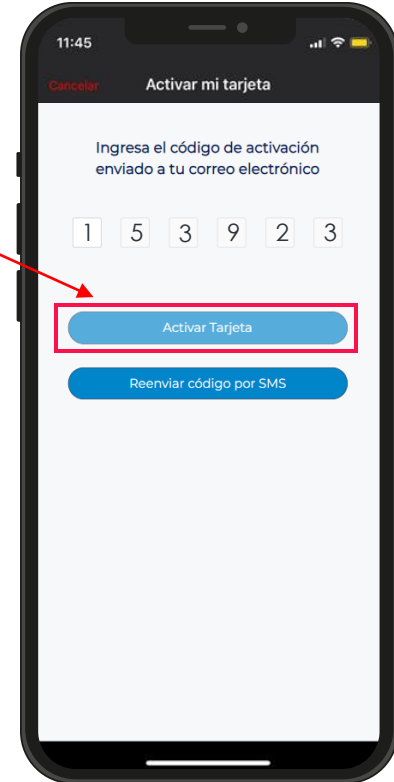 11:45
Cancelar Activar mi tarjeta
Ingresa el código de activación
enviado a tu correo electrónico
1 5 3 9 2 3
Activar Tarjeta
Reenviar código por SMS